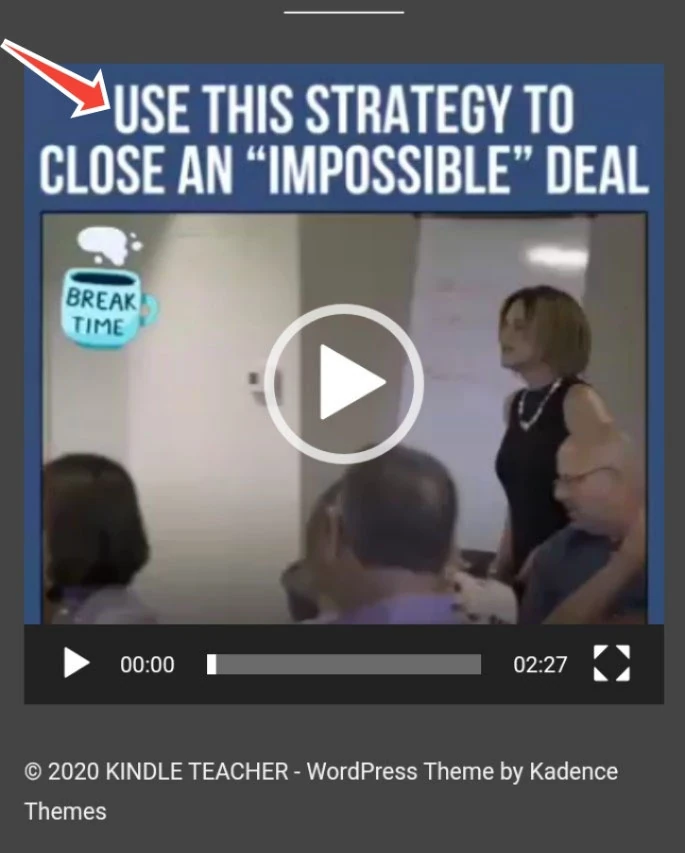 USE THIS STRATEGY TO
CLOSE AN “IMPOSSIBLE” DEAL
BREAK
TIME
00:00
02:27
© 2020 KINDLE TEACHER - WordPress Theme by Kadence
Themes